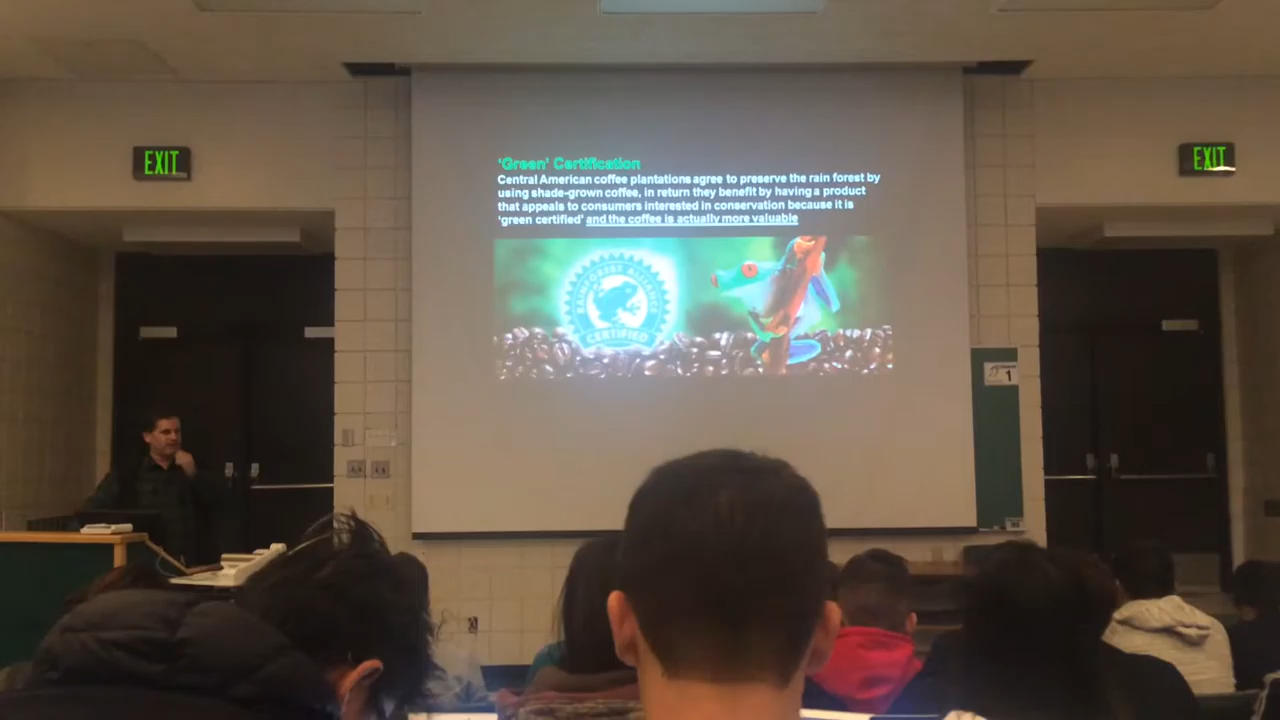 'Green' Certification
Central American coffee plantations agree to preserve the rain forest by
using shade-grown coffee, in return they benefit by having a product
that appeals to consumers interested in conservation because it is
'green certified' and the coffee is actually more valuable
EXIT
EXIT
RAINFOREST ALLIANCE
CERTIFIED
1